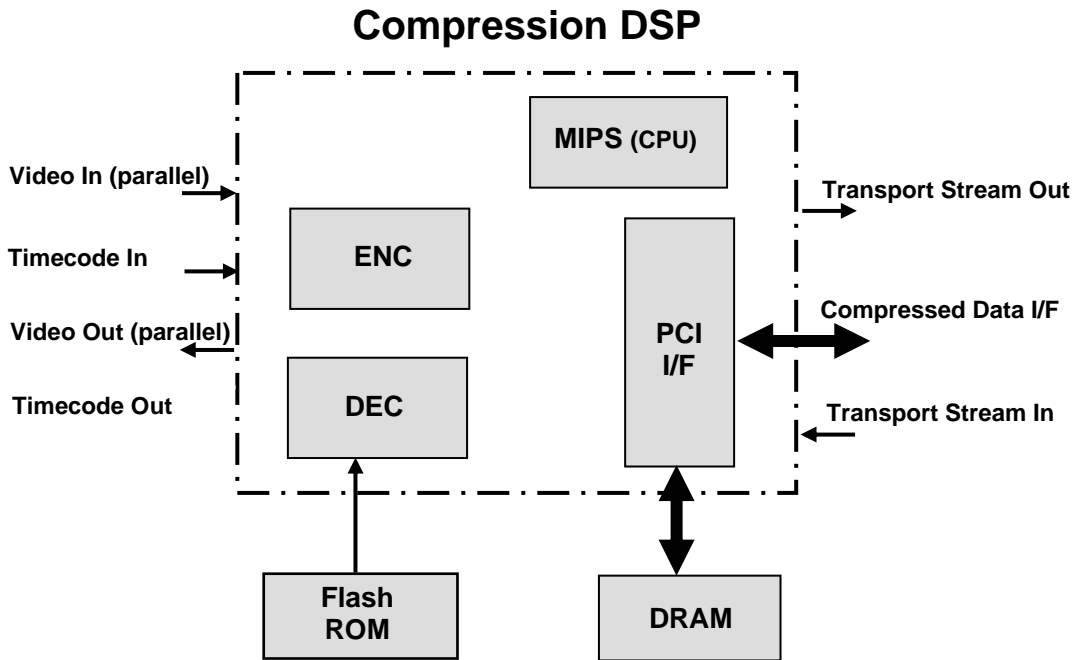 Compression DSP
MIPS (CPU)
Video In (parallel)
Transport Stream Out
Timecode In
ENC
Compressed Data I/F
Video Out (parallel)
PCI
I/F
Timecode Out
DEC
Transport Stream In
Flash
ROM
DRAM